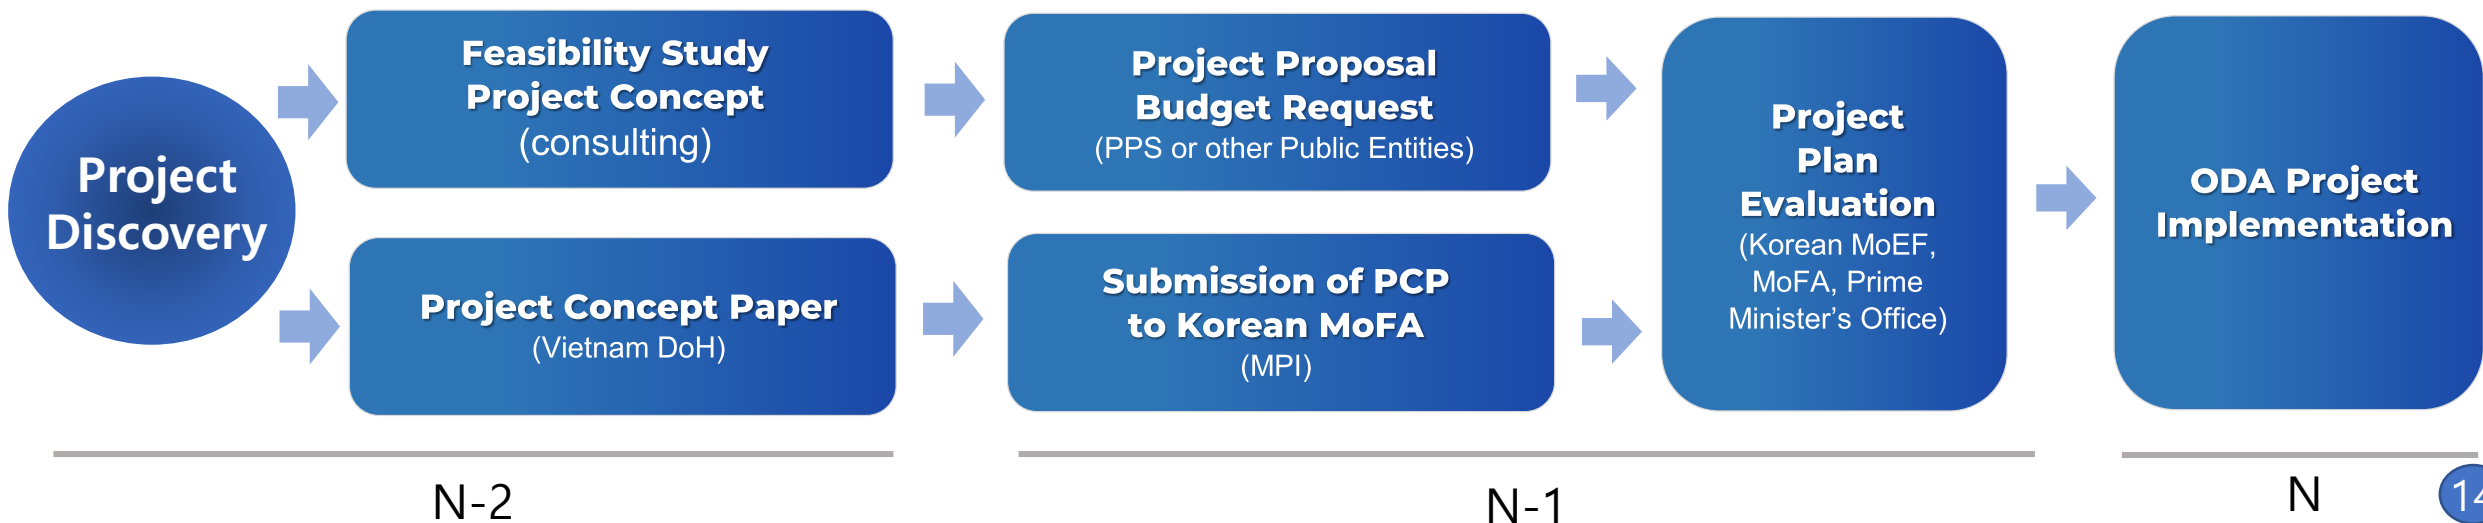 Project
Discovery
Feasibility Study
Project Concept
(consulting)
Project Concept Paper
(Vietnam DoH)
Project Proposal
Budget Request
(PPS or other Public Entities)
Submission of PCP
to Korean MoFA
(MPI)
Project
Plan
Evaluation
(Korean MoEF,
MoFA, Prime
Minister's Office)
ODA Project
Implementation
N-2
N-1
N
14